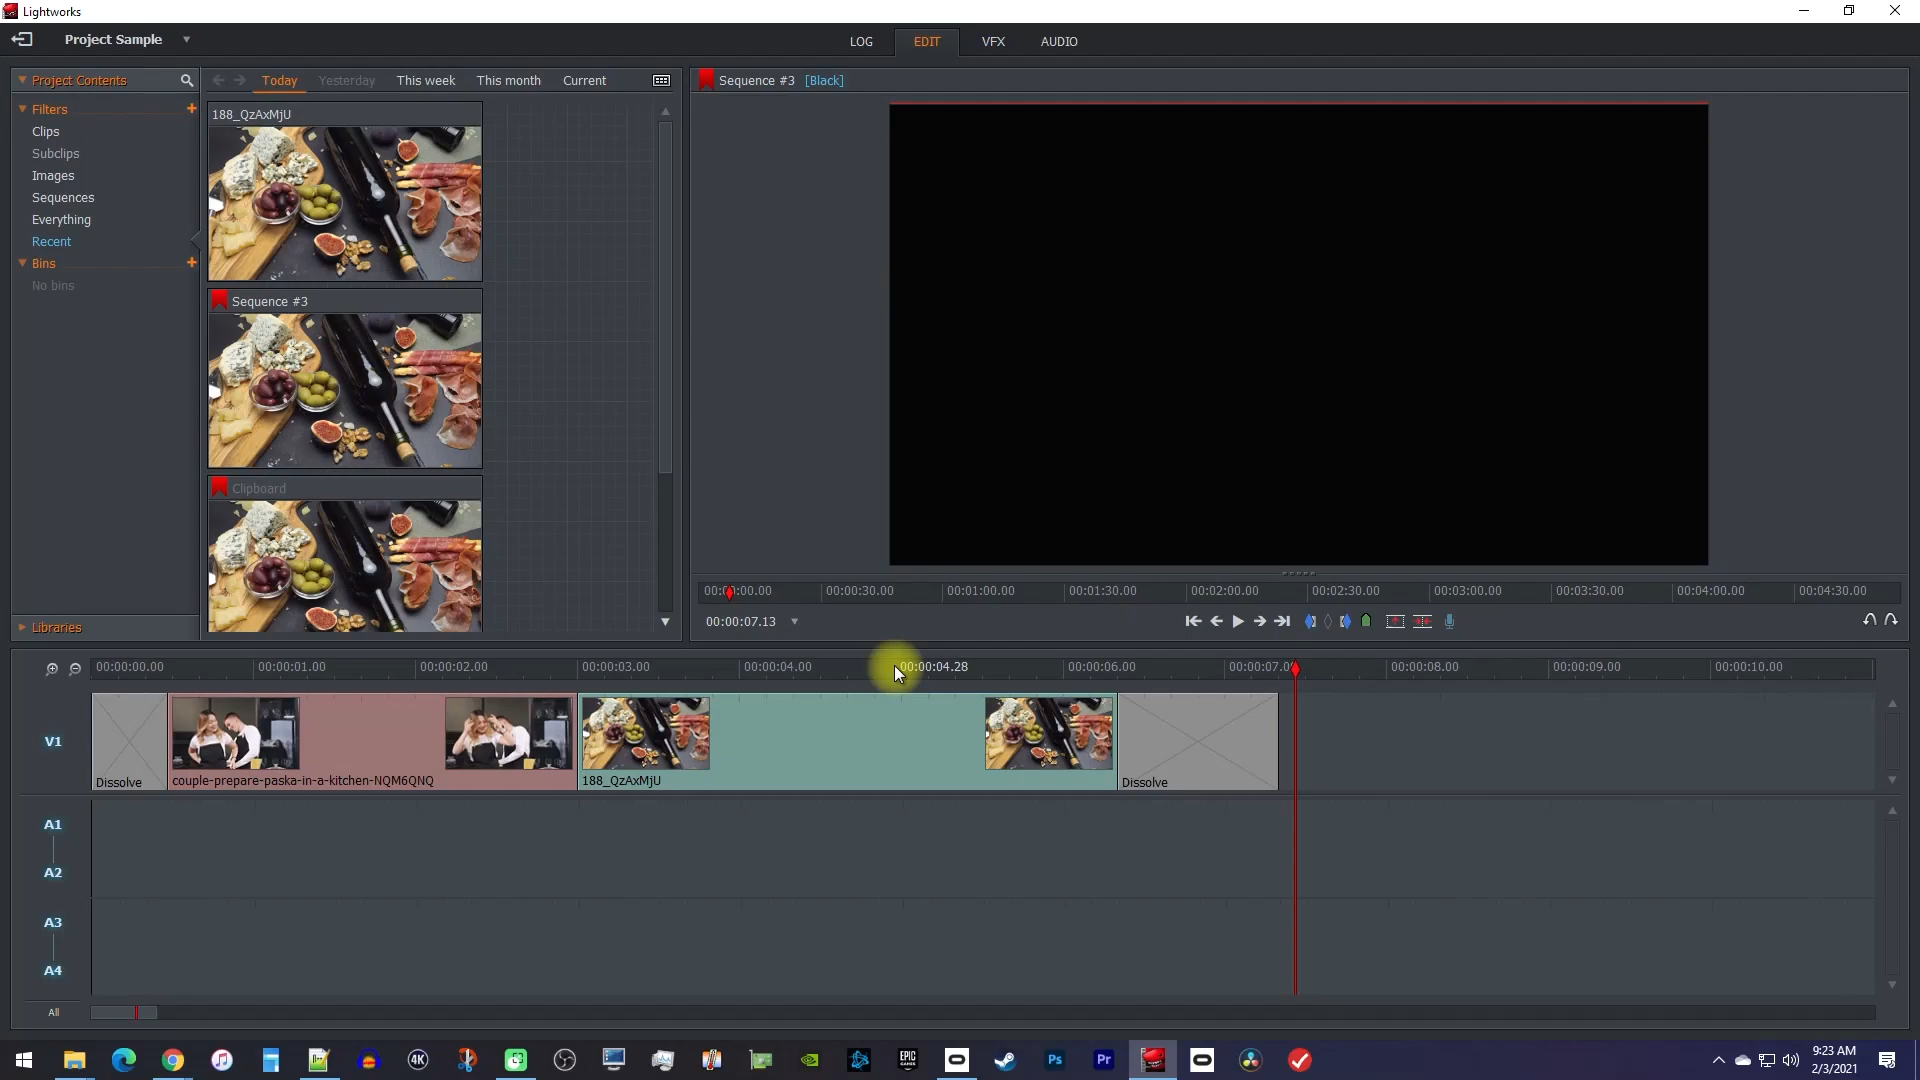 Lightworks
Project Sample
LOG
EDIT
VFX
AUDIO
Project Contents
Today
Yesterday
This week
This month
Current
Sequence #3 [Black]
Filters
Clips
Subclips
Images
Sequences
Everything
Recent
Bins
No bins
Libraries
188_QzAxMjU
Sequence #3
Clipboard
00:00:30.00
00:01:00.00
00:01:30.00
00:02:00.00
00:02:30.00
00:03:00.00
00:03:30.00
00:04:00.00
00:04:30.00
00:00:07.13
00:00:00.00
00:00:01.00
00:00:02.00
00:00:03.00
00:00:04.00
00:00:04.28
00:00:06.00
00:00:07.0
00:00:08.00
00:00:09.00
00:00:10.00
V1
Dissolve
couple-prepare-paska-in-a-kitchen-NQM6QNQ
188_QzAxMjU
Dissolve
A1
A2
A3
A4
All
4K
EPIC GAMES
Ps
Pr
9:23 AM
2/3/2021